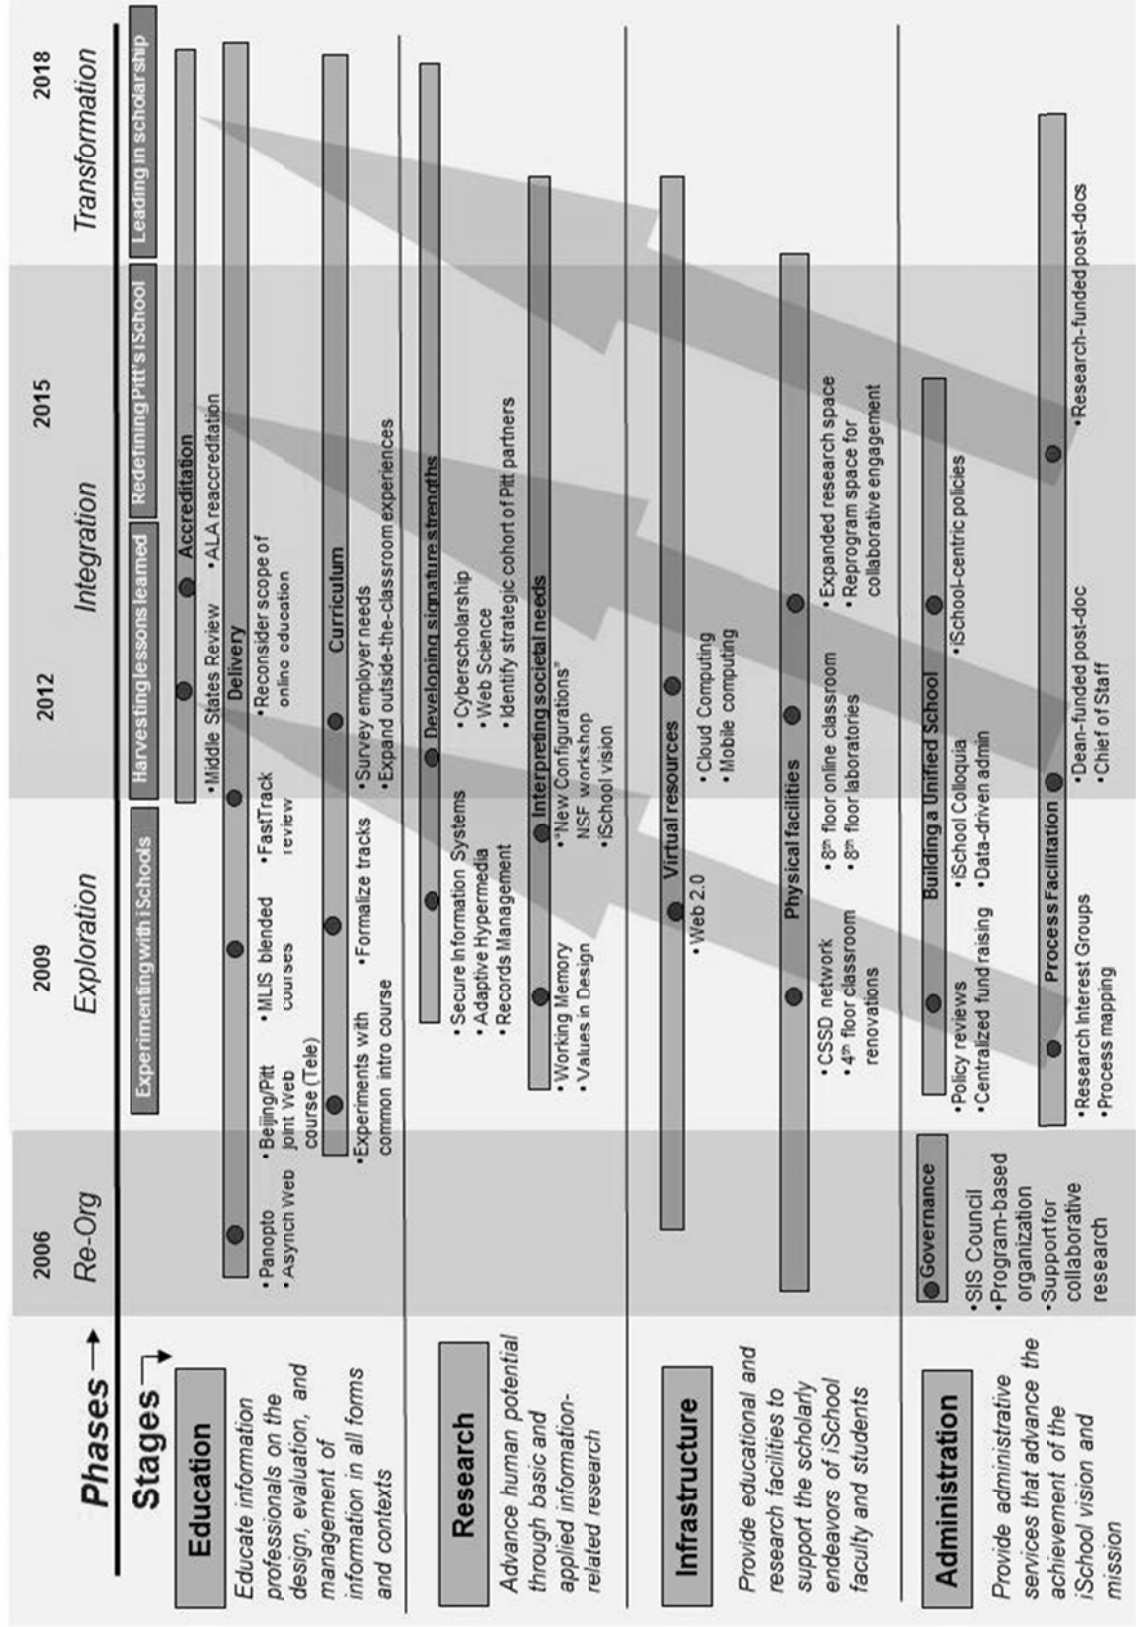 2006 2009 2012 2015 2018
Phases Re-Org Exploration Integration Transformation
Stages
Experimenting with iSchools
Harvesting lessons learned
Redefining Pitt's iSchool
Leading in scholarship
Education
Educate information
professionals on the
design, evaluation, and
management of
information in all forms
and contexts
Accreditation
•Middle States Review
•ALA reaccreditation
Delivery
•Panopto
•Asynch Web
•Beijing/Pitt
joint Web
course (Tele)
•MLIS blended
courses
•FastTrack
review
•Reconsider scope of
online education
Curriculum
•Experiments with
common intro course
•Formalize tracks
•Survey employer needs
•Expand outside-the-classroom experiences
Research
Advance human potential
through basic and
applied information-
related research
Developing signature strengths
•Secure Information Systems
•Adaptive Hypermedia
•Records Management
•Cyberscholarship
•Web Science
•Identify strategic cohort of Pitt partners
Interpreting societal needs
•Working Memory
•Values in Design
•"New Configurations"
NSF workshop
•iSchool vision
Infrastructure
Provide educational and
research facilities to
support the scholarly
endeavors of iSchool
faculty and students
Virtual resources
•Web 2.0
•Cloud Computing
•Mobile computing
Physical facilities
•CSSD network
•4th floor classroom
renovations
•8th floor online classroom
•8th floor laboratories
•Expanded research space
•Reprogram space for
collaborative engagement
Administration
Provide administrative
services that advance the
achievement of the
iSchool vision and
mission
Governance
•SIS Council
•Program-based
organization
•Support for
collaborative
research
Building a Unified School
•Policy reviews
•Centralized fundraising
•iSchool Colloquia
•Data-driven admin
•iSchool-centric policies
Process Facilitation
•Research Interest Groups
•Process mapping
•Dean-funded post-doc
•Chief of Staff
•Research-funded post-docs